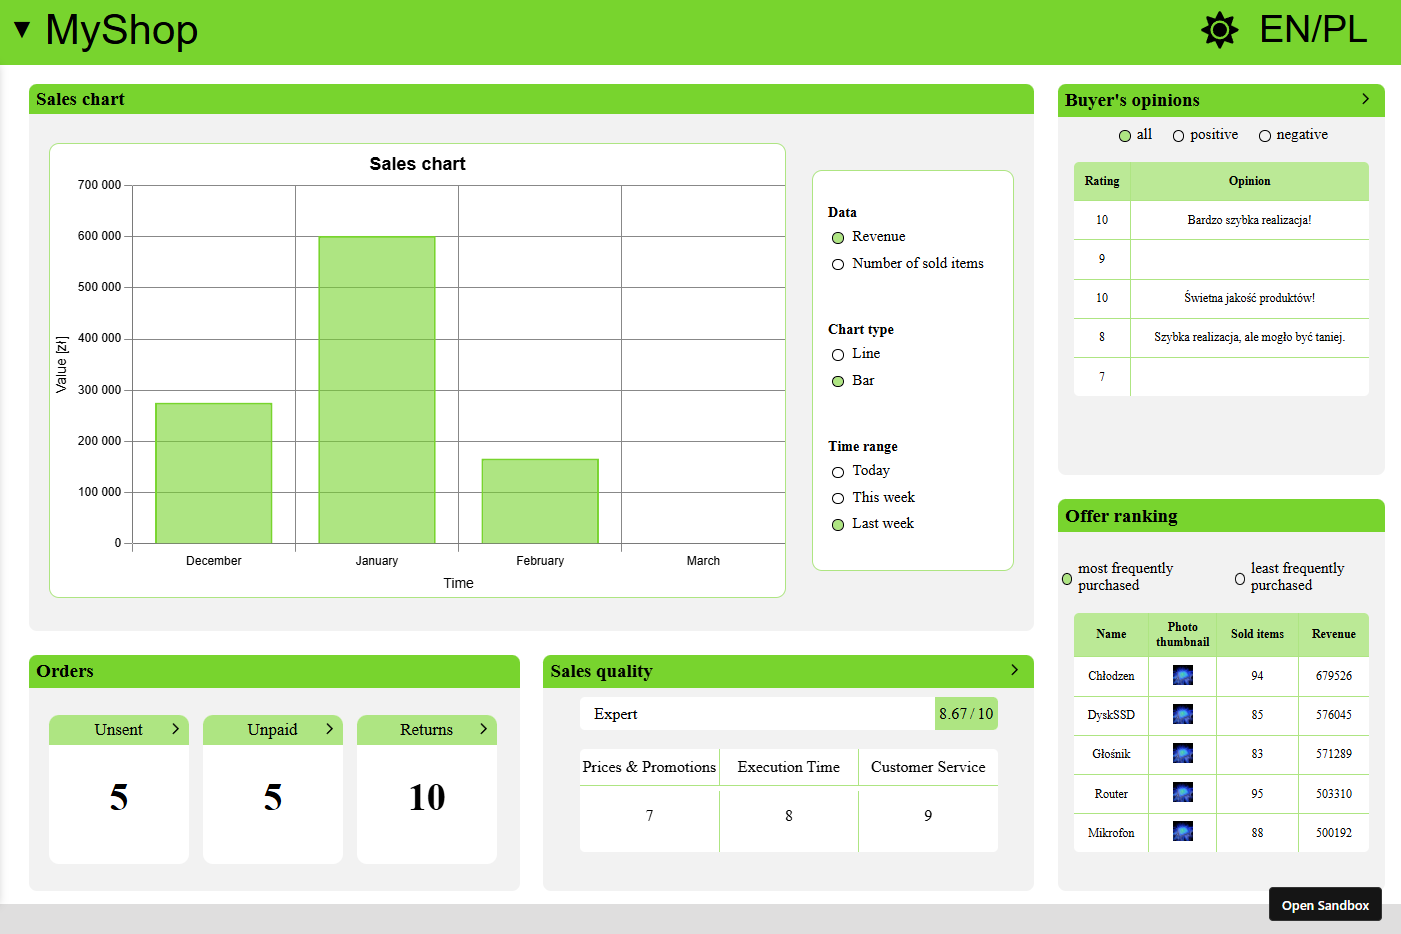 ▼ MyShop
EN/PL
Sales chart
Sales chart
700 000
600 000
500 000
400 000
300 000
200 000
100 000
0
Value [zł]
December
January
February
March
Time
Data
Revenue
Number of sold items
Chart type
Line
Bar
Time range
Today
This week
Last week
Buyer's opinions
all
positive
negative
Rating
Opinion
10
Bardzo szybka realizacja!
9
10
Świetna jakość produktów!
8
Szybka realizacja, ale mogło być taniej.
7
Offer ranking
most frequently
purchased
least frequently
purchased
Name
Photo
thumbnail
Sold items
Revenue
Chłodzen
94
679526
DyskSSD
85
576045
Głośnik
83
571289
Router
95
503310
Mikrofon
88
500192
Orders
Unsent
5
Unpaid
5
Returns
10
Sales quality
Expert
8.67 / 10
Prices & Promotions
Execution Time
Customer Service
7
8
9
Open Sandbox